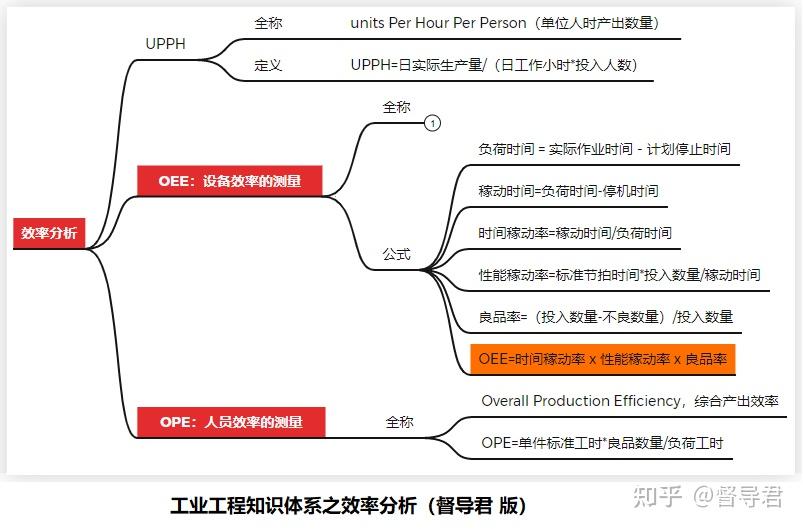 UPPH
全称
units Per Hour Per Person（单位人时产出数量）
定义
UPPH=日实际生产量/（日工作小时*投入人数）
效率分析
OEE：设备效率的测量
全称
1
公式
负荷时间 = 实际作业时间 - 计划停止时间
稼动时间=负荷时间-停机时间
时间稼动率=稼动时间/负荷时间
性能稼动率=标准节拍时间*投入数量/稼动时间
良品率=（投入数量-不良数量）/投入数量
OEE=时间稼动率 x 性能稼动率 x 良品率
OPE：人员效率的测量
全称
Overall Production Efficiency，综合产出效率
OPE=单件标准工时*良品数量/负荷工时
知乎 @督导君
工业工程知识体系之效率分析（督导君 版）